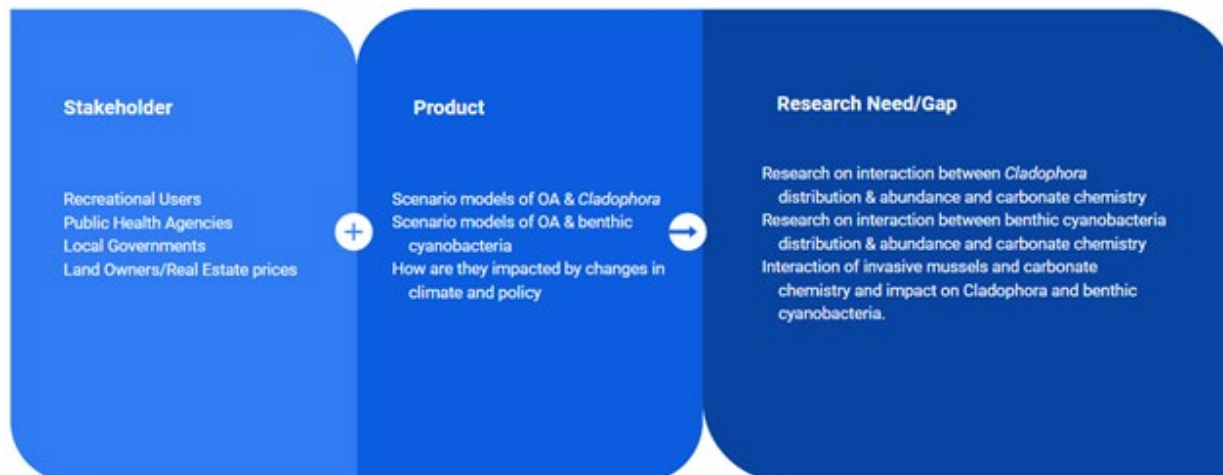 Stakeholder
Recreational Users
Public Health Agencies
Local Governments
Land Owners/Real Estate prices
+
Product
Scenario models of OA & Cladophora
Scenario models of OA & benthic
cyanobacteria
How are they impacted by changes in
climate and policy
Research Need/Gap
Research on interaction between Cladophora
distribution & abundance and carbonate chemistry
Research on interaction between benthic cyanobacteria
distribution & abundance and carbonate chemistry
Interaction of invasive mussels and carbonate
chemistry and impact on Cladophora and benthic
cyanobacteria.